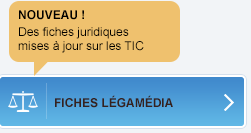 NOUVEAU !
Des fiches juridiques
mises à jour sur les TIC
FICHES LÉGAMÉDIA